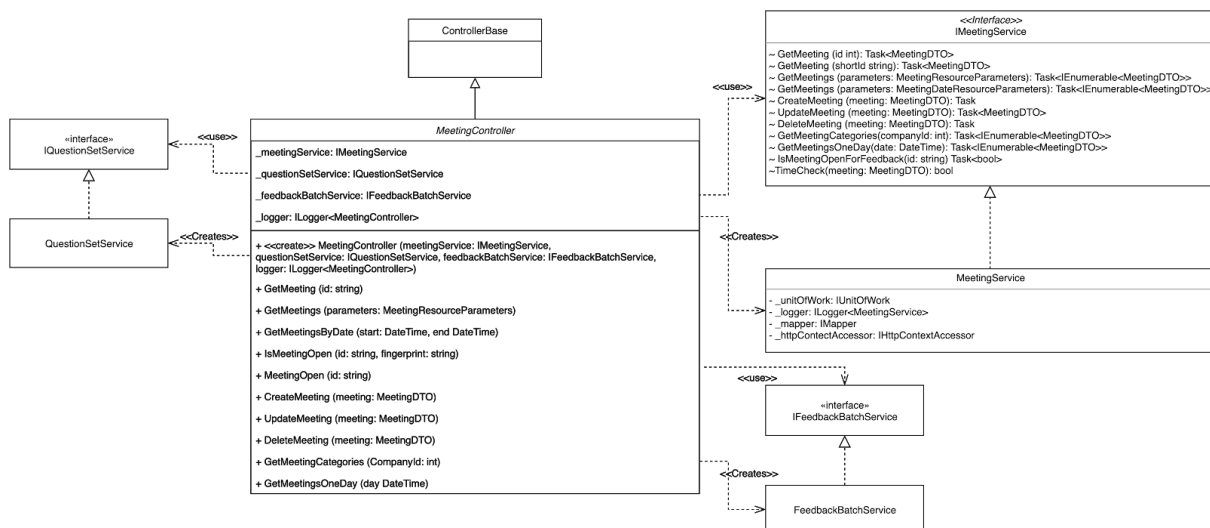 ControllerBase
<<Interface>>
IMeetingService
~ GetMeeting (id int): Task<MeetingDTO>
~ GetMeeting (shortId string): Task<MeetingDTO>
~ GetMeetings (parameters: MeetingResourceParameters): Task<IEnumerable<MeetingDTO>>
~ GetMeetings (parameters: MeetingDateResourceParameters): Task<IEnumerable<MeetingDTO>>
~ CreateMeeting (meeting: MeetingDTO): Task
~ UpdateMeeting (meeting: MeetingDTO): Task<MeetingDTO>
~ DeleteMeeting (meeting: MeetingDTO): Task
~ GetMeetingCategories(companyId: int): Task<IEnumerable<MeetingDTO>>
~ GetMeetingsOneDay(date: DateTime): Task<IEnumerable<MeetingDTO>>
~ IsMeetingOpenForFeedback(id: string) Task<bool>
~TimeCheck(meeting: MeetingDTO): bool
<<use>>
<<use>>
«interface»
IQuestionSetService
QuestionSetService
<<Creates>>
MeetingController
_meetingService: IMeetingService
_questionSetService: IQuestionSetService
_feedbackBatchService: IFeedbackBatchService
_logger: ILogger<MeetingController>
+ <<create>> MeetingController (meetingService: IMeetingService,
questionSetService: IQuestionSetService, feedbackBatchService: IFeedbackBatchService,
logger: ILogger<MeetingController>)
+ GetMeeting (id: string)
+ GetMeetings (parameters: MeetingResourceParameters)
+ GetMeetingsByDate (start: DateTime, end DateTime)
+ IsMeetingOpen (id: string, fingerprint: string)
+ MeetingOpen (id: string)
+ CreateMeeting (meeting: MeetingDTO)
+ UpdateMeeting (meeting: MeetingDTO)
+ DeleteMeeting (meeting: MeetingDTO)
+ GetMeetingCategories (CompanyId: int)
+ GetMeetingsOneDay (day DateTime)
<<Creates>>
MeetingService
- _unitOfWork: IUnitOfWork
- _logger: ILogger<MeetingService>
- _mapper: IMapper
- _httpContectAccessor: IHttpContextAccessor
<<use>>
«interface»
IFeedbackBatchService
<<Creates>>
FeedbackBatchService